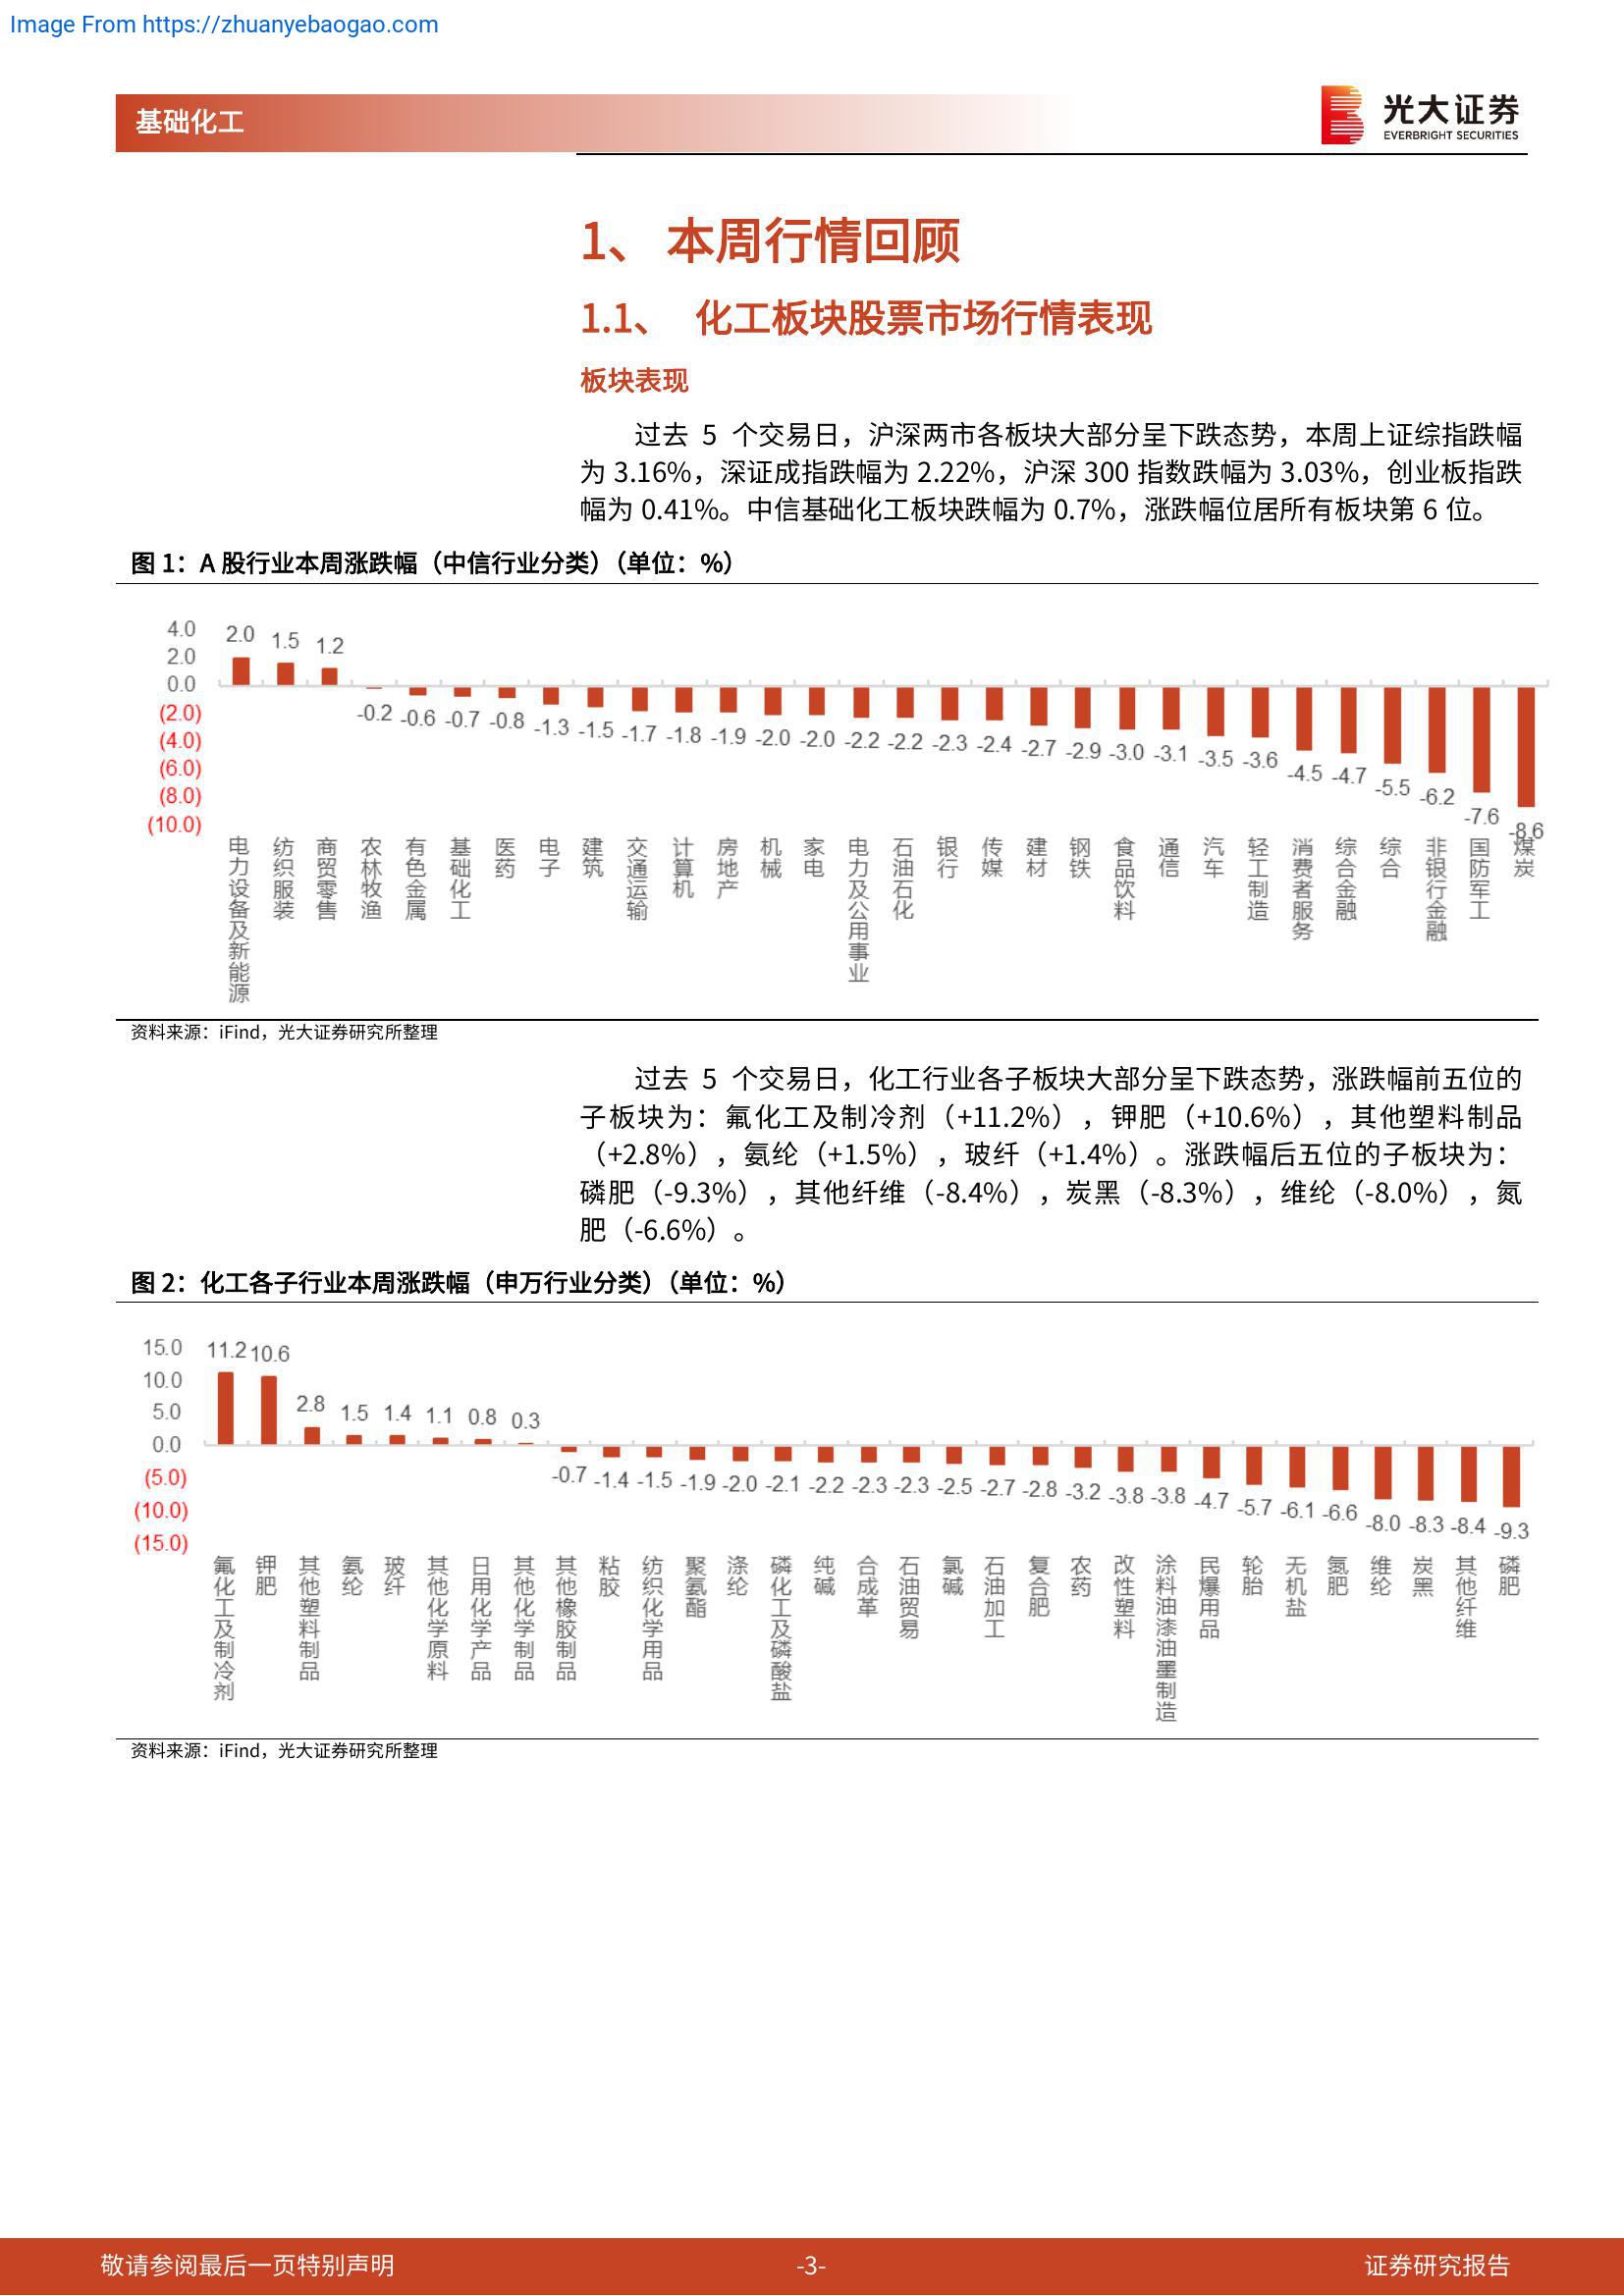 Image From https://zhuanyebaogao.com
基础化工
光大证券
EVERBRIGHT SECURITIES
1、 本周行情回顾
1.1、 化工板块股票市场行情表现
板块表现
过去 5 个交易日，沪深两市各板块大部分呈下跌态势，本周上证综指跌幅
为 3.16%，深证成指跌幅为 2.22%，沪深 300 指数跌幅为 3.03%，创业板指跌
幅为 0.41%。中信基础化工板块跌幅为 0.7%，涨跌幅位居所有板块第 6 位。
图 1：A 股行业本周涨跌幅（中信行业分类）（单位：%）
4.0
2.0
0.0
(2.0)
(4.0)
(6.0)
(8.0)
(10.0)
2.0 1.5 1.2 -0.2 -0.6 -0.7 -0.8 -1.3 -1.5 -1.7 -1.8 -1.9 -2.0 -2.0 -2.2 -2.2 -2.3 -2.4 -2.7 -2.9 -3.0 -3.1 -3.5 -3.6 -4.5 -4.7 -5.5 -6.2 -7.6 -8.6
电力设备及新能源
纺织服装
商贸零售
农林牧渔
有色金属
基础化工
医药
电子
建筑
交通运输
计算机
房地产
机械
家电
电力及公用事业
石油石化
银行
传媒
建材
钢铁
食品饮料
通信
汽车
轻工制造
消费者服务
综合金融
综合
非银行金融
国防军工
煤炭
资料来源：iFind，光大证券研究所整理
过去 5 个交易日，化工行业各子板块大部分呈下跌态势，涨跌幅前五位的
子板块为：氟化工及制冷剂（+11.2%），钾肥（+10.6%），其他塑料制品
（+2.8%），氨纶（+1.5%），玻纤（+1.4%）。涨跌幅后五位的子板块为：
磷肥（-9.3%），其他纤维（-8.4%），炭黑（-8.3%），维纶（-8.0%），氮
肥（-6.6%）。
图 2：化工各子行业本周涨跌幅（申万行业分类）（单位：%）
15.0
10.0
5.0
0.0
(5.0)
(10.0)
(15.0)
11.2 10.6 2.8 1.5 1.4 1.1 0.8 0.3 -0.7 -1.4 -1.5 -1.9 -2.0 -2.1 -2.2 -2.3 -2.3 -2.5 -2.7 -2.8 -3.2 -3.8 -3.8 -4.7 -5.7 -6.1 -6.6 -8.0 -8.3 -8.4 -9.3
氟化工及制冷剂
钾肥
其他塑料制品
氨纶
玻纤
其他化学原料
日用化学产品
其他化学制品
其他橡胶制品
粘胶
纺织化学用品
聚氨酯
涤纶
磷化工及磷酸盐
纯碱
合成革
石油贸易
氯碱
石油加工
复合肥
农药
改性塑料
涂料油漆油墨制造
民爆用品
轮胎
无机盐
氮肥
维纶
炭黑
其他纤维
磷肥
资料来源：iFind，光大证券研究所整理
敬请参阅最后一页特别声明
-3-
证券研究报告